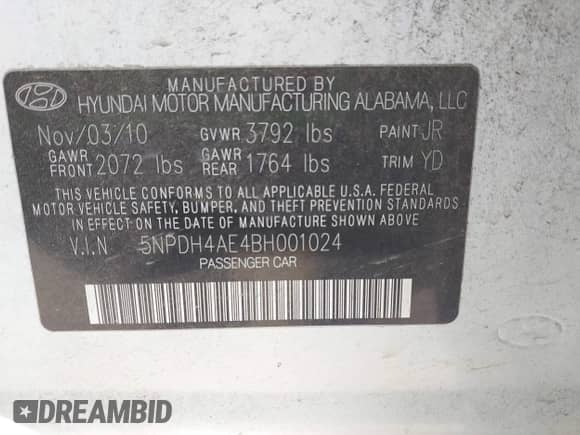 MANUFACTURED BY
HYUNDAI MOTOR MANUFACTURING ALABAMA, LLC
Nov/03/10 GVWR 3792 lbs PAINT JR
GAWR FRONT 2072 lbs GAWR REAR 1764 lbs TRIM YD
THIS VEHICLE CONFORMS TO ALL APPLICABLE U.S.A. FEDERAL
MOTOR VEHICLE SAFETY, BUMPER, AND THEFT PREVENTION STANDARDS
IN EFFECT ON THE DATE OF MANUFACTURE SHOWN ABOVE.
V.I.N 5NPDH4AE4BH001024
PASSENGER CAR
DREAMBID